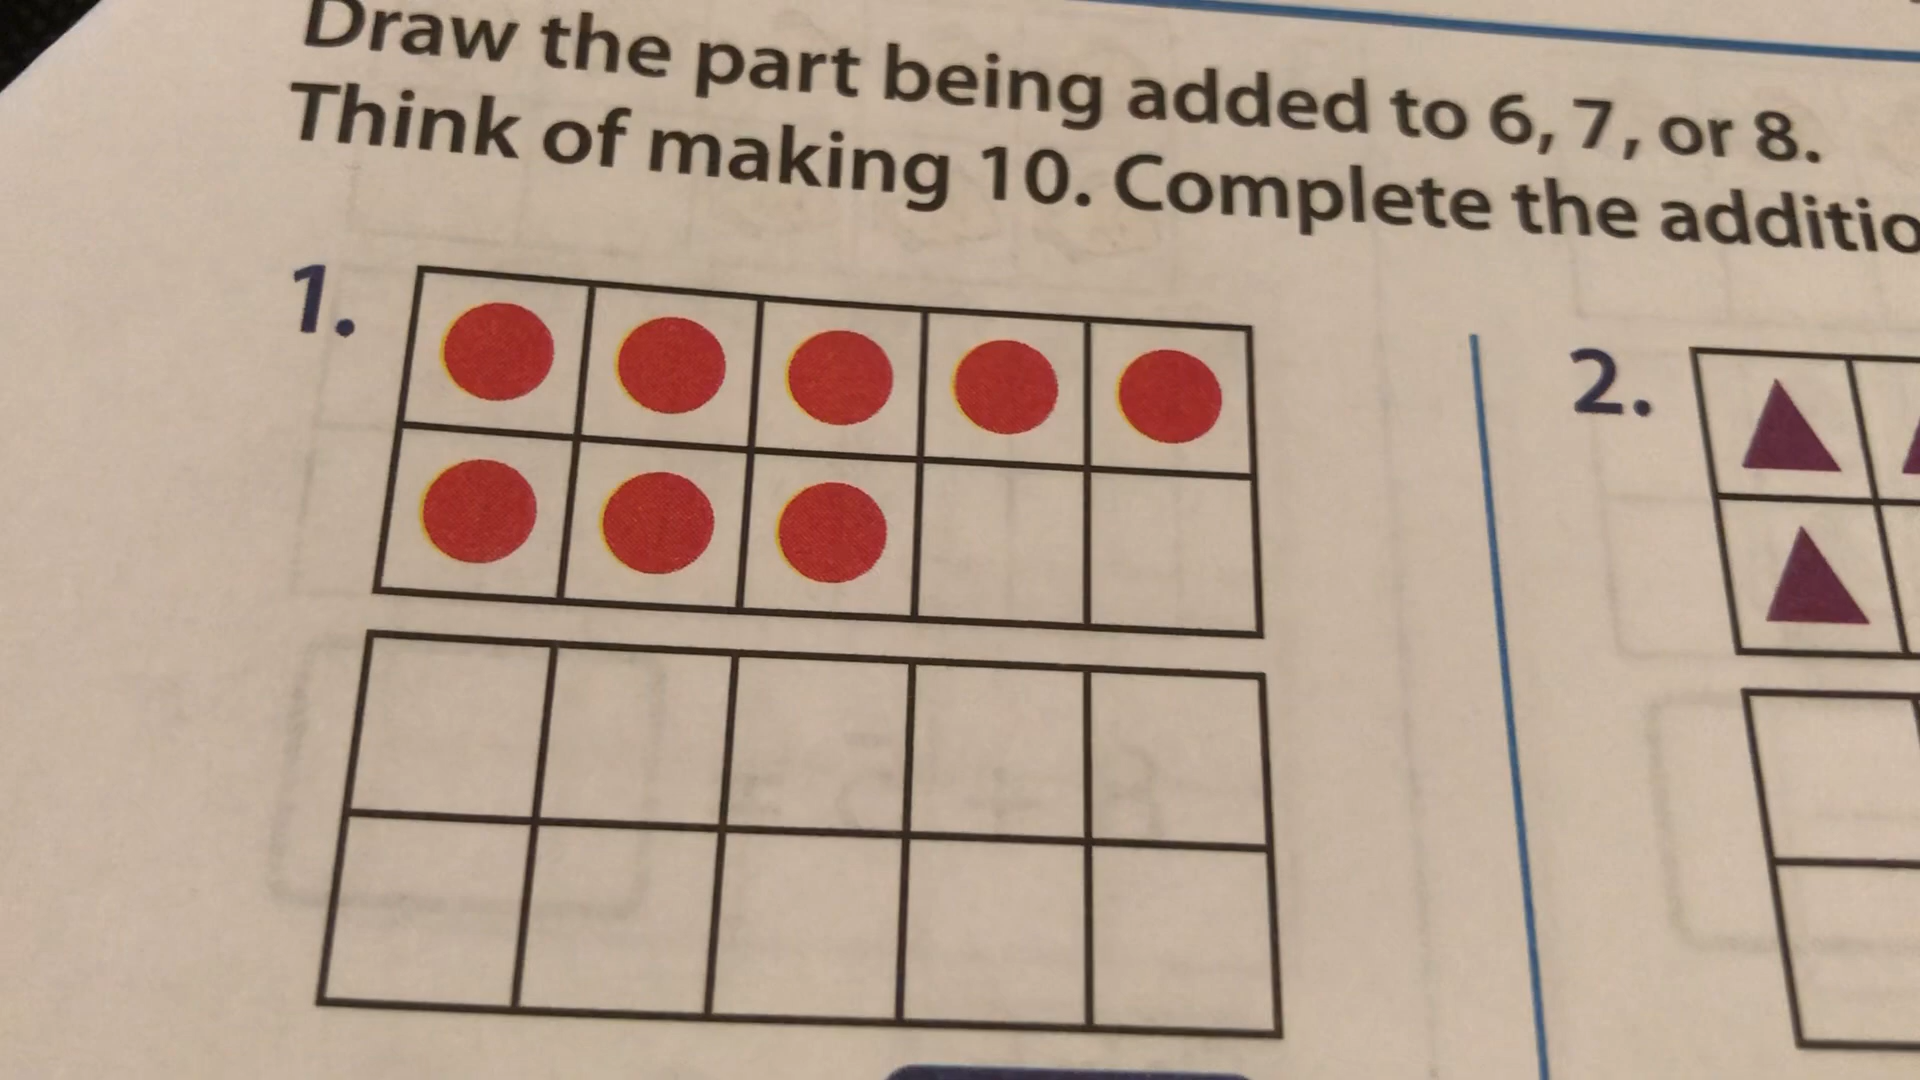 Draw the part being added to 6, 7, or 8.
Think of making 10. Complete the additio
1.
2.